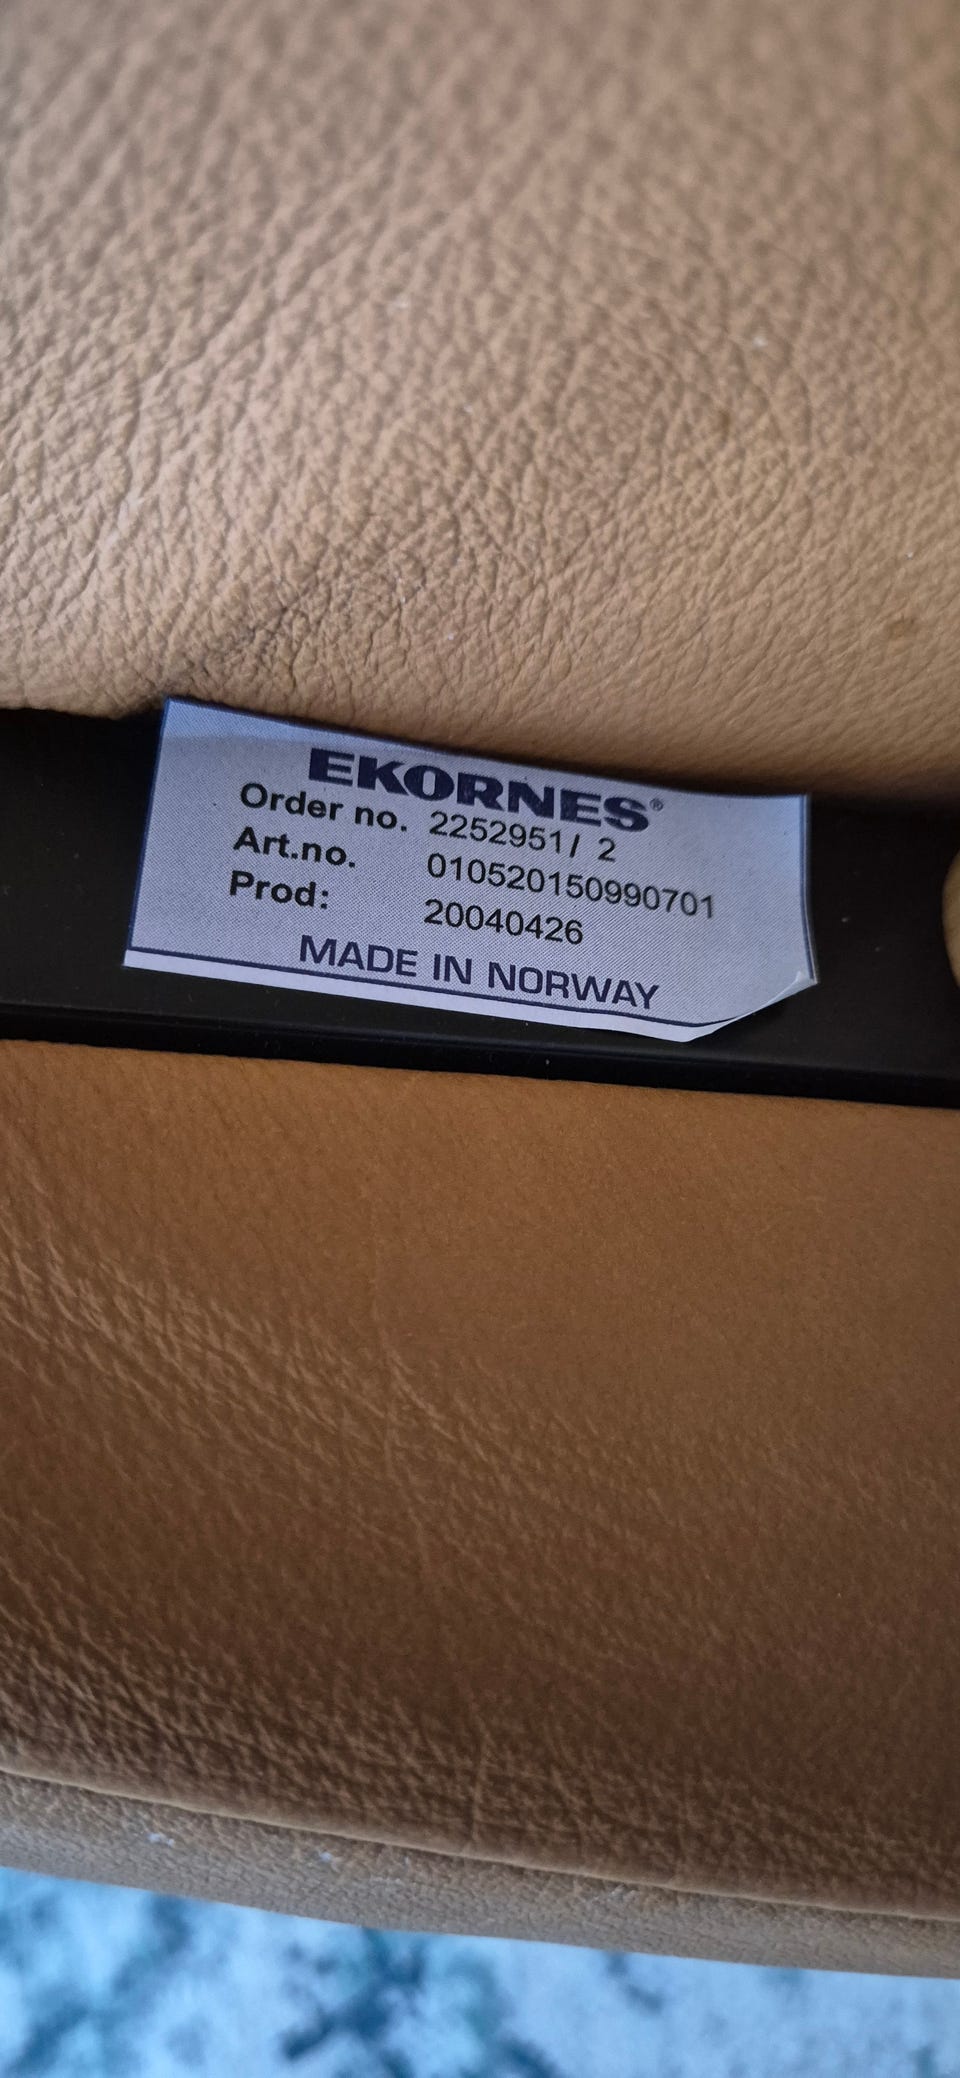 EKORNES®
Order no. 2252951/ 2
Art.no. 010520150990701
Prod: 20040426
MADE IN NORWAY